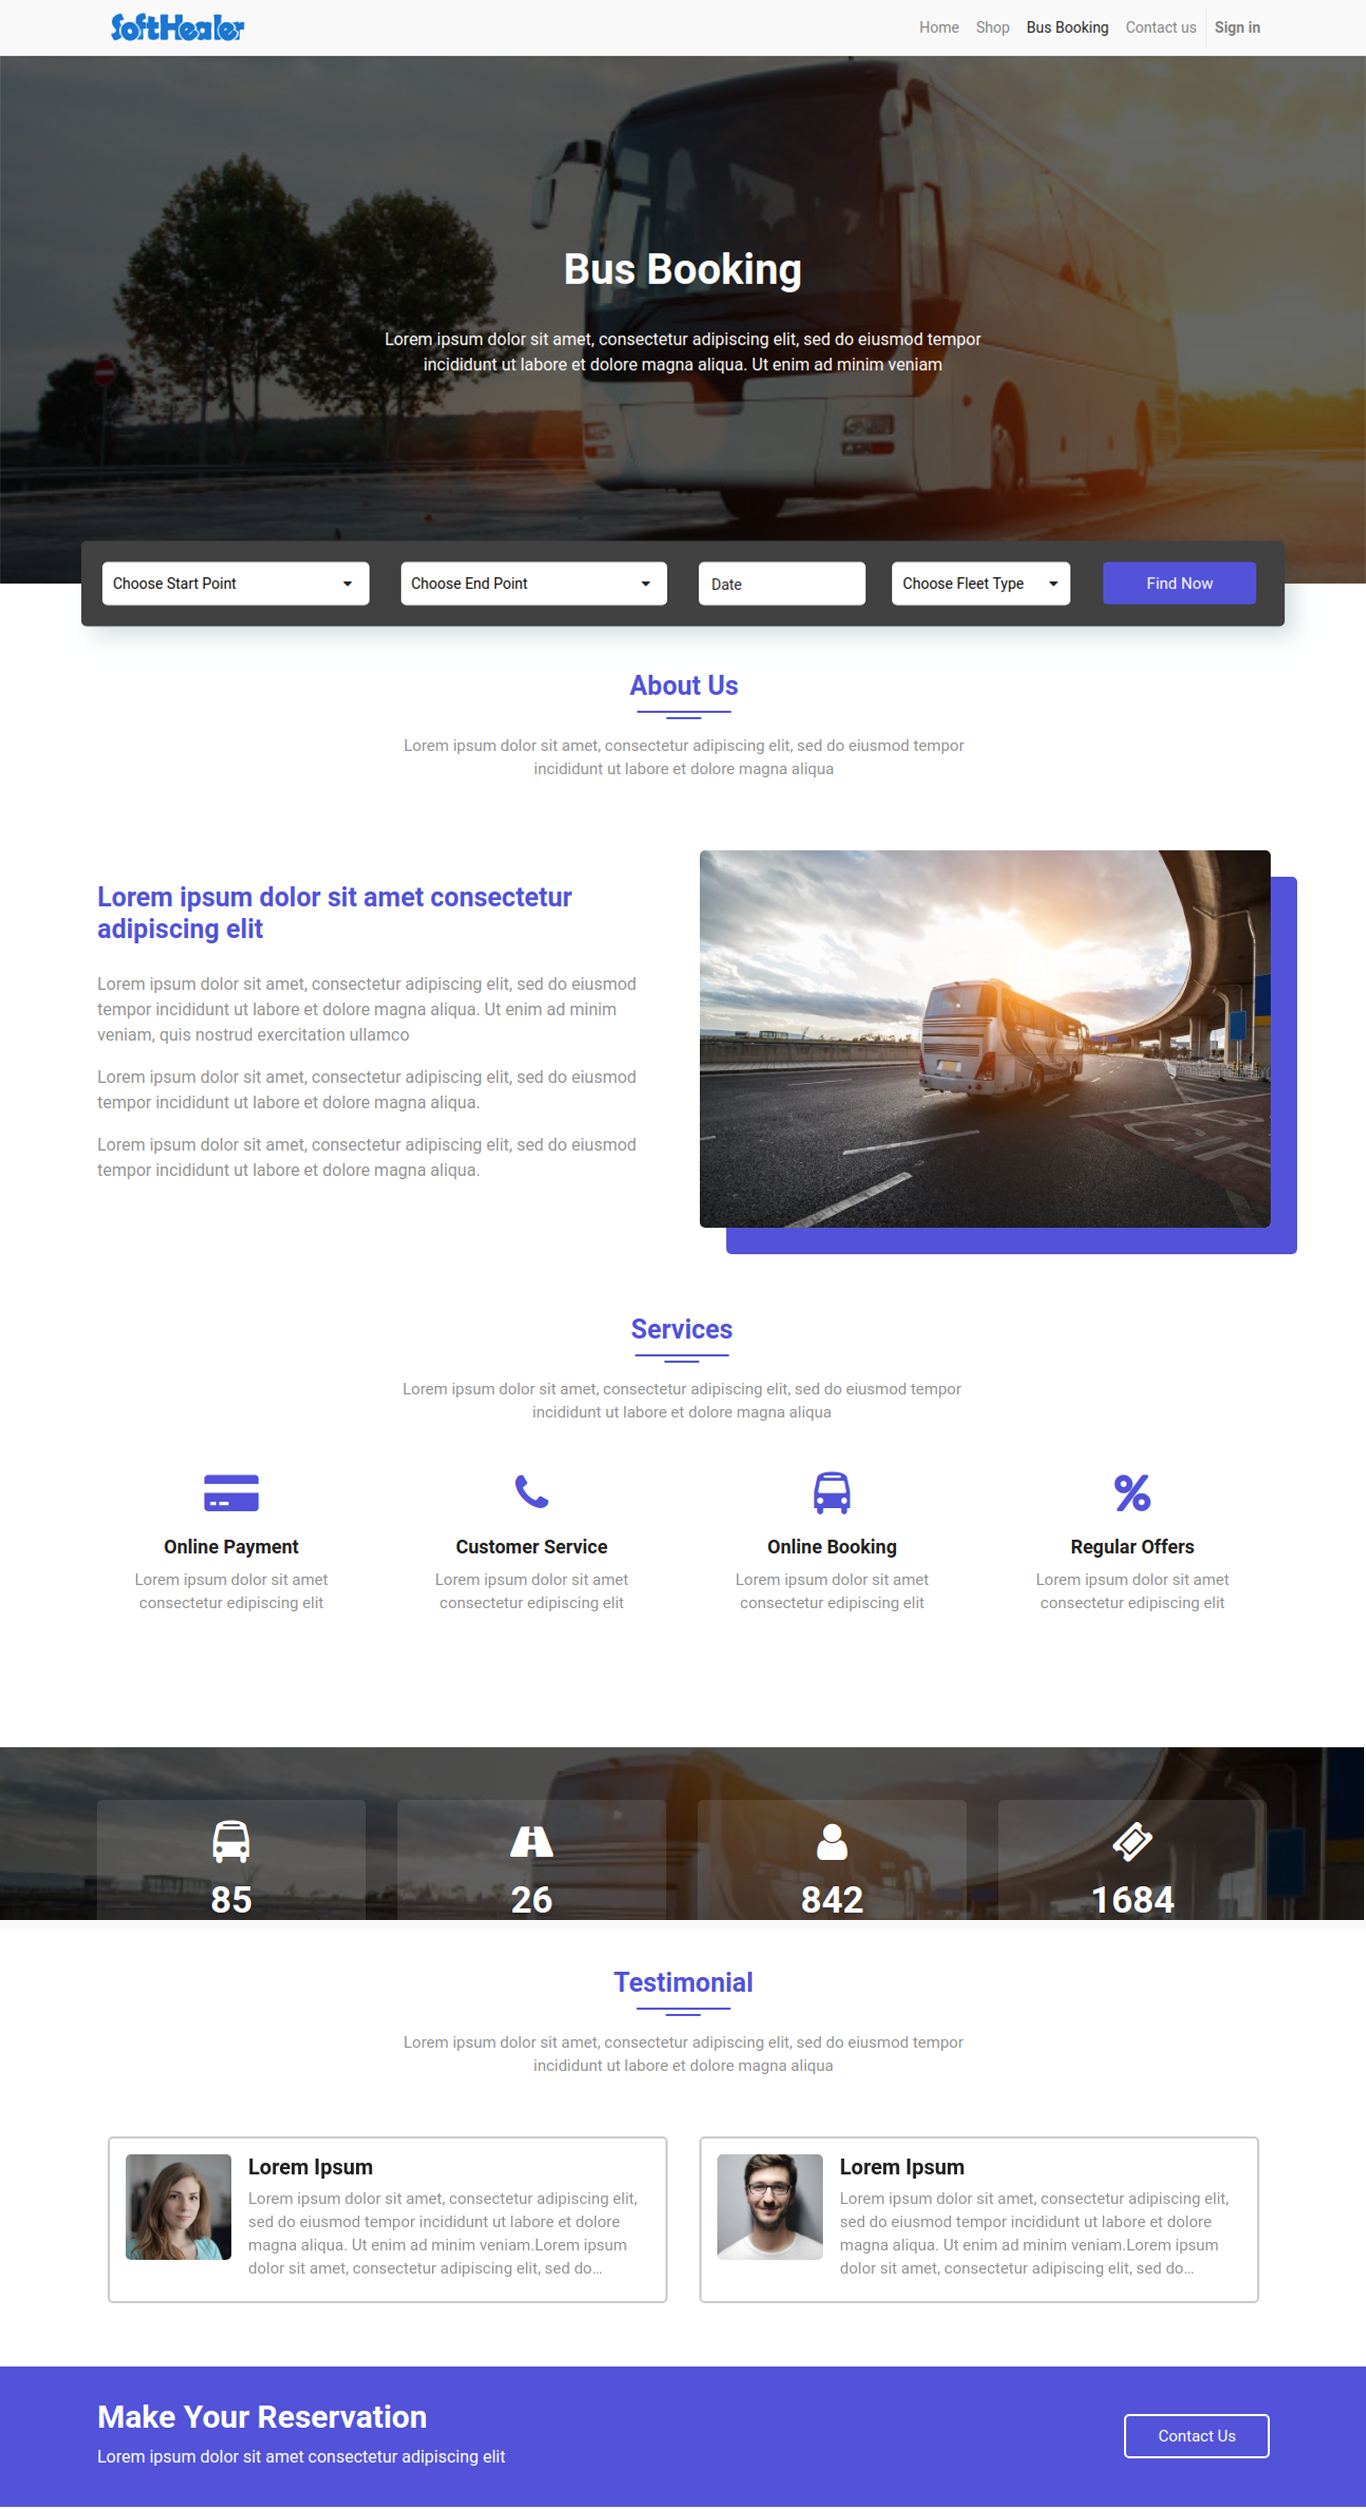 SoftHealer
Home Shop Bus Booking Contact us Sign in
Bus Booking
Lorem ipsum dolor sit amet, consectetur adipiscing elit, sed do eiusmod tempor
incididunt ut labore et dolore magna aliqua. Ut enim ad minim veniam
Choose Start Point Choose End Point Date Choose Fleet Type Find Now
About Us
Lorem ipsum dolor sit amet, consectetur adipiscing elit, sed do eiusmod tempor
incididunt ut labore et dolore magna aliqua
Lorem ipsum dolor sit amet consectetur
adipiscing elit
Lorem ipsum dolor sit amet, consectetur adipiscing elit, sed do eiusmod
tempor incididunt ut labore et dolore magna aliqua. Ut enim ad minim
veniam, quis nostrud exercitation ullamco
Lorem ipsum dolor sit amet, consectetur adipiscing elit, sed do eiusmod
tempor incididunt ut labore et dolore magna aliqua.
Lorem ipsum dolor sit amet, consectetur adipiscing elit, sed do eiusmod
tempor incididunt ut labore et dolore magna aliqua.
Services
Lorem ipsum dolor sit amet, consectetur adipiscing elit, sed do eiusmod tempor
incididunt ut labore et dolore magna aliqua
Online Payment
Lorem ipsum dolor sit amet
consectetur edipiscing elit
Customer Service
Lorem ipsum dolor sit amet
consectetur edipiscing elit
Online Booking
Lorem ipsum dolor sit amet
consectetur edipiscing elit
Regular Offers
Lorem ipsum dolor sit amet
consectetur edipiscing elit
85
26
842
1684
Testimonial
Lorem ipsum dolor sit amet, consectetur adipiscing elit, sed do eiusmod tempor
incididunt ut labore et dolore magna aliqua
Lorem Ipsum
Lorem ipsum dolor sit amet, consectetur adipiscing elit,
sed do eiusmod tempor incididunt ut labore et dolore
magna aliqua. Ut enim ad minim veniam.Lorem ipsum
dolor sit amet, consectetur adipiscing elit, sed do...
Lorem Ipsum
Lorem ipsum dolor sit amet, consectetur adipiscing elit,
sed do eiusmod tempor incididunt ut labore et dolore
magna aliqua. Ut enim ad minim veniam.Lorem ipsum
dolor sit amet, consectetur adipiscing elit, sed do...
Make Your Reservation
Lorem ipsum dolor sit amet consectetur adipiscing elit
Contact Us